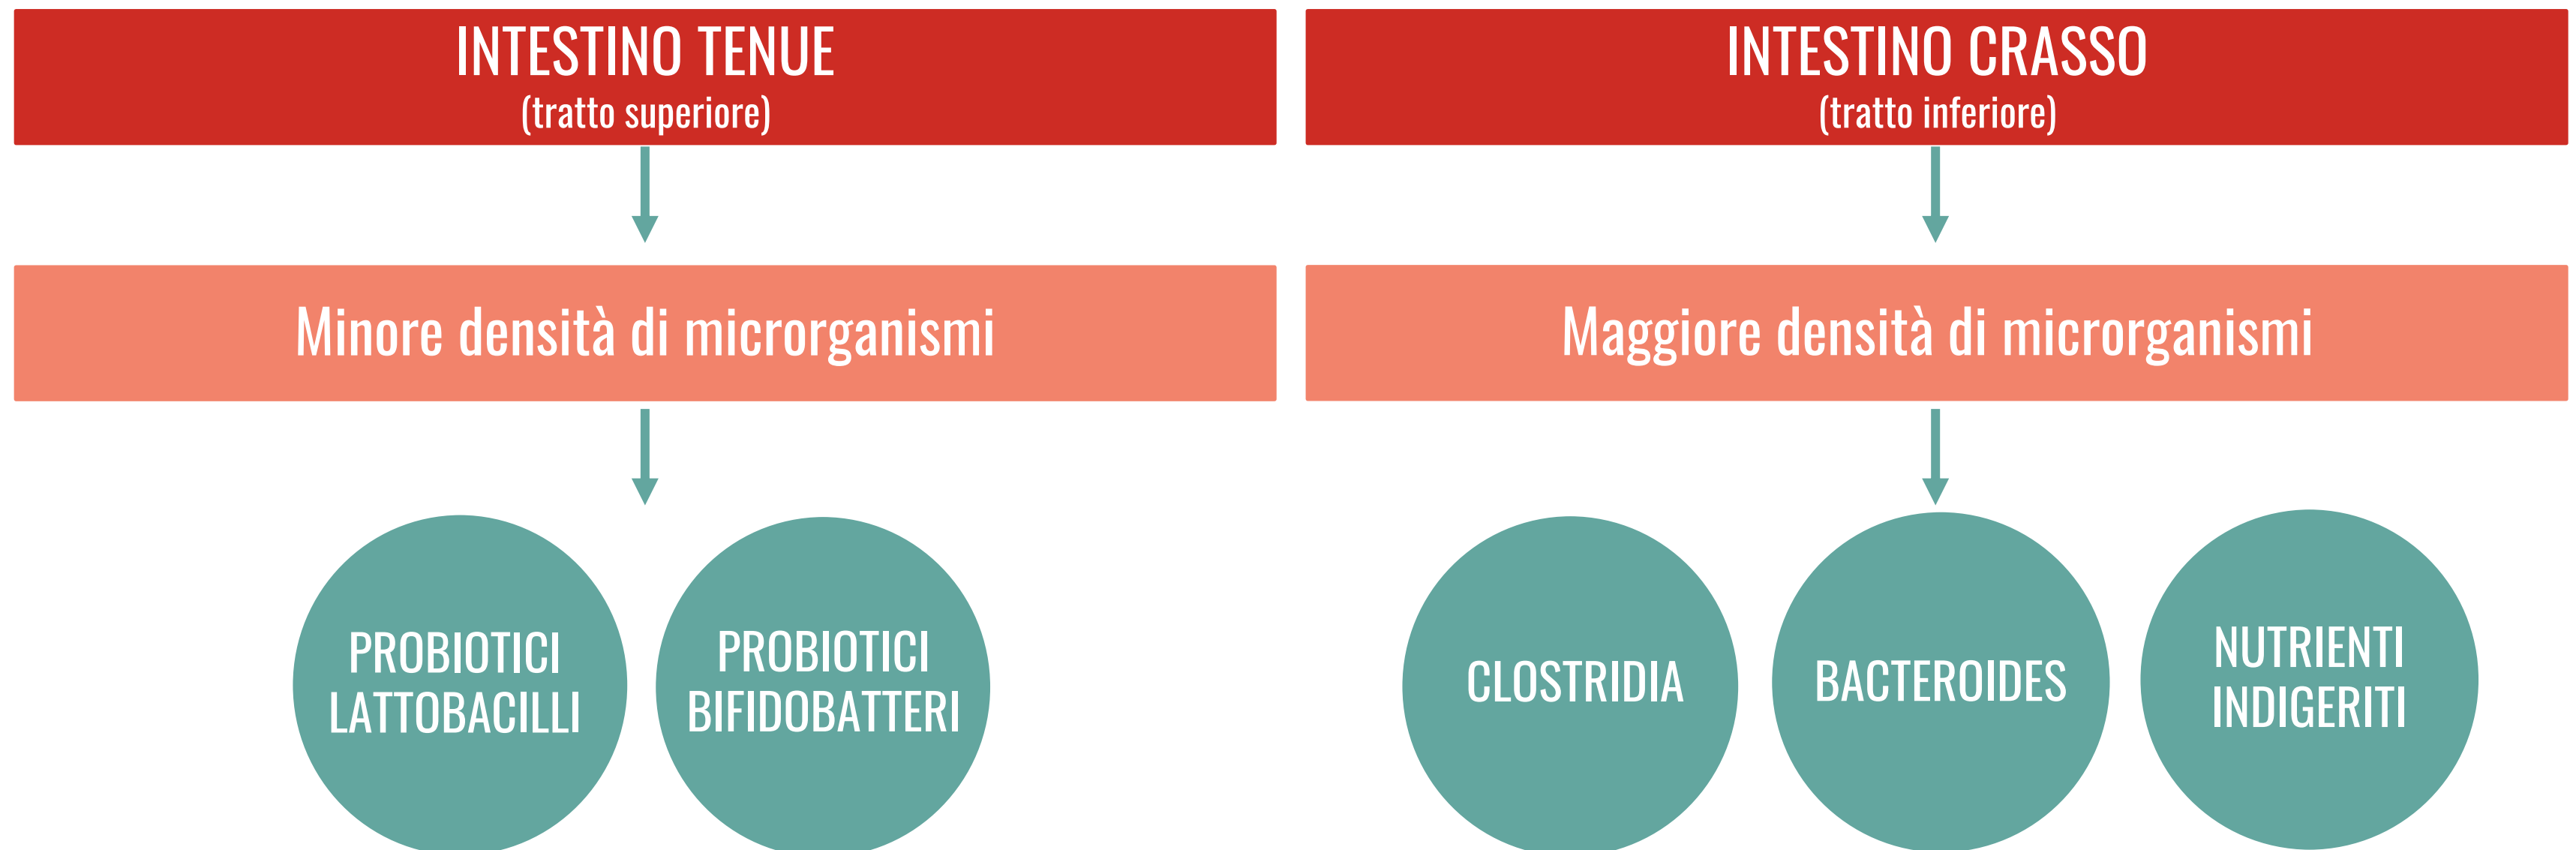 INTESTINO TENUE
(tratto superiore)
INTESTINO CRASSO
(tratto inferiore)
Minore densità di microrganismi
Maggiore densità di microrganismi
PROBIOTICI
LATTOBACILLI
PROBIOTICI
BIFIDOBATTERI
CLOSTRIDIA
BACTEROIDES
NUTRIENTI
INDIGERITI